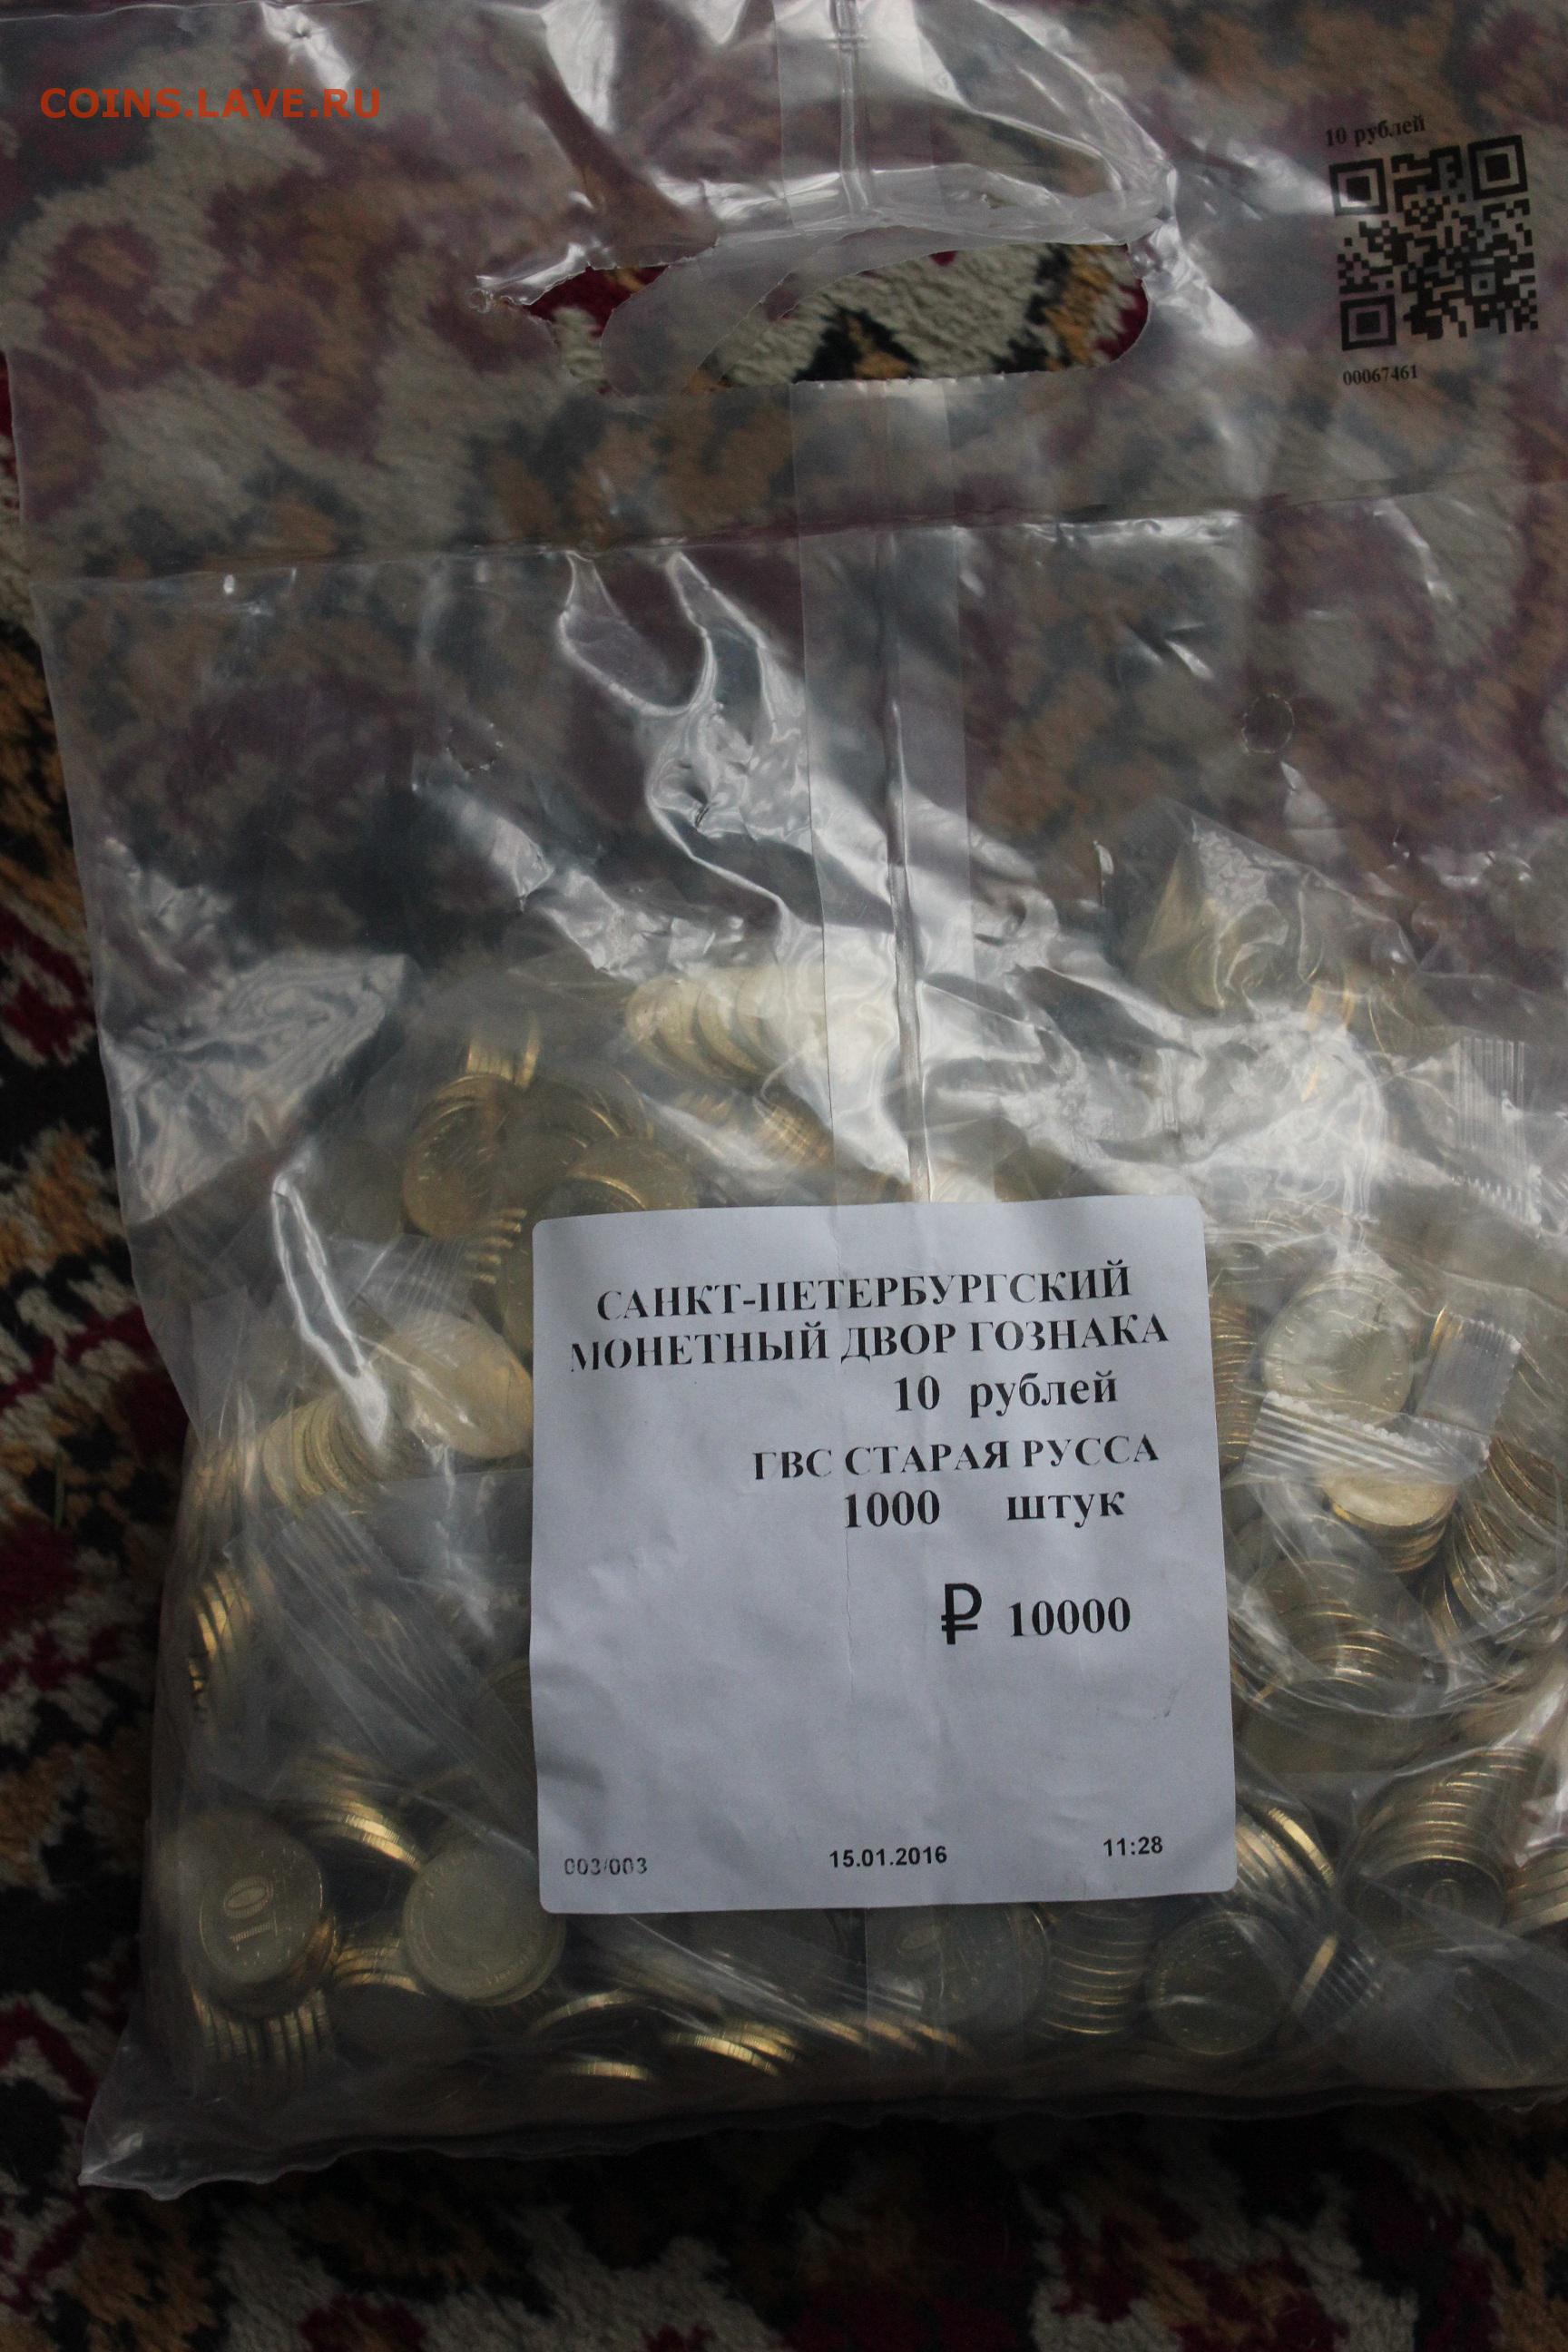 COINS.LAVE.RU
10 рублей
00067461
САНКТ-ПЕТЕРБУРГСКИЙ
МОНЕТНЫЙ ДВОР ГОЗНАКА
10 рублей
ГВС СТАРАЯ РУССА
1000 штук
₽ 10000
003/003 15.01.2016 11:28
10